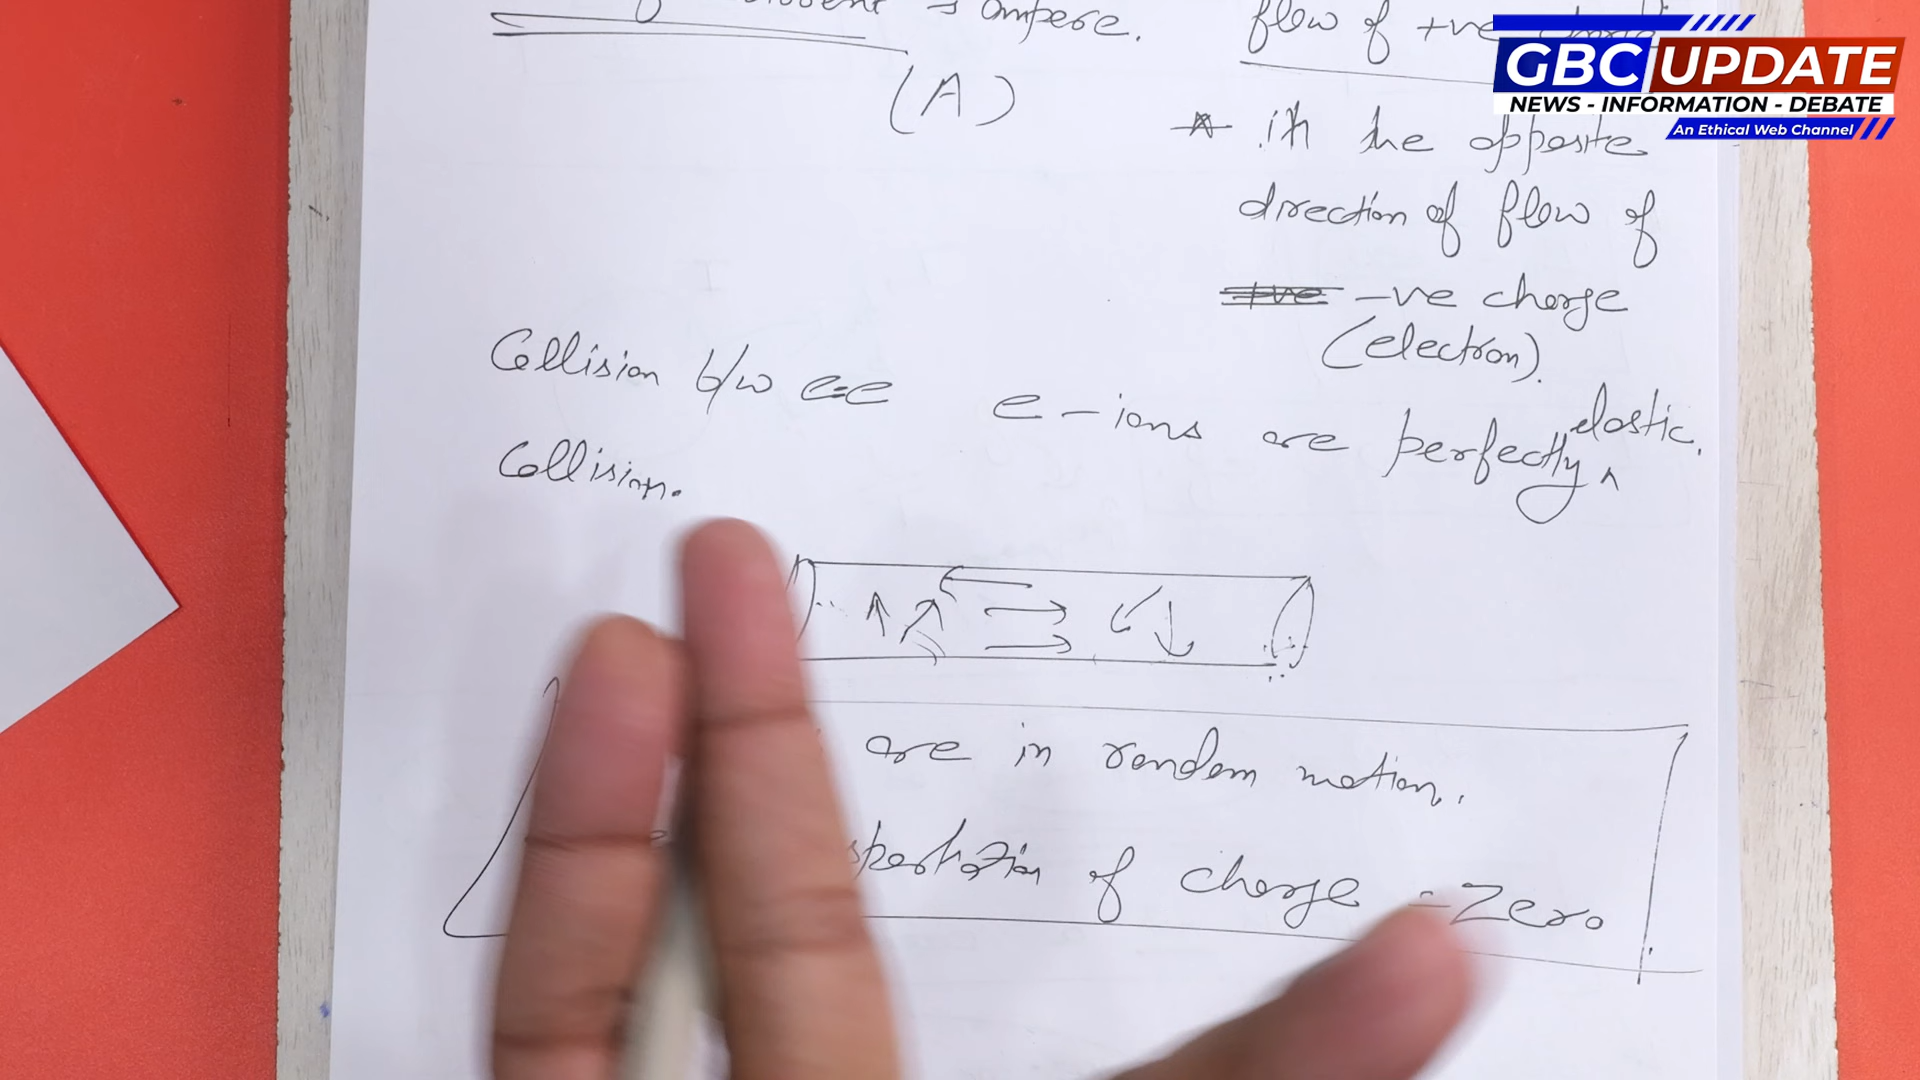 → Ampere.
(A)
flow of +ve
* in the opposite
direction of flow of
-ve charge
(electron).
Collision b/w e-e e-ions are perfectly elastic.
Collision.
are in random motion.
of charge = Zero
GBC UPDATE
NEWS - INFORMATION - DEBATE
An Ethical Web Channel